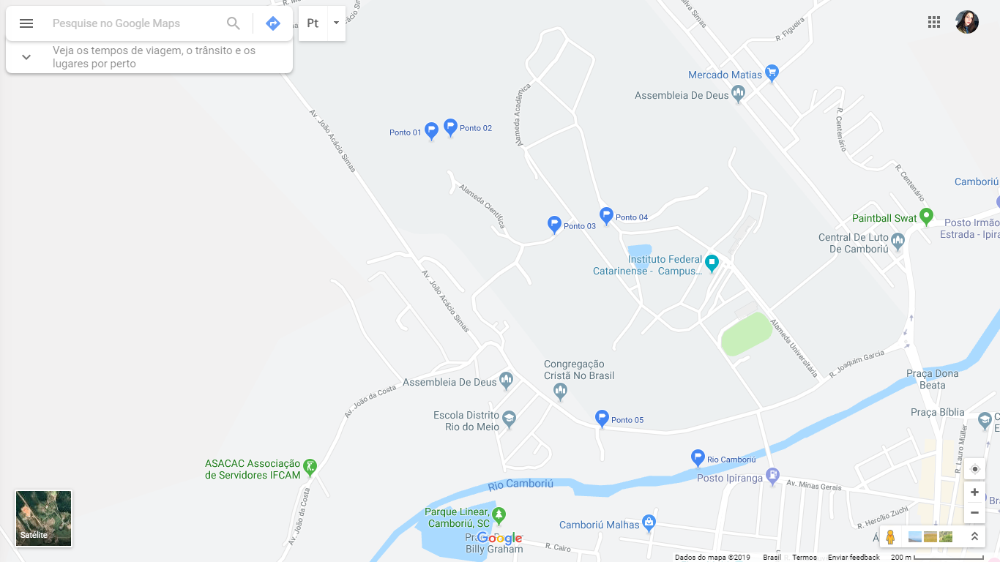 Pesquise no Google Maps
Pt
Veja os tempos de viagem, o trânsito e os
lugares por perto
R. Figueira
Mercado Matias
Assembleia De Deus
Alameda Acadêmica
R. Centenário
Av. João Acácio Simas
Ponto 01
Ponto 02
R. Centenário
Camboriú
Alameda Científica
Ponto 03
Ponto 04
Paintball Swat
Posto Irmão
Estrada - Ipira
Central De Luto
De Camboriú
Instituto Federal
Catarinense - Campus...
Av. João Acácio Simas
Alameda Universitária
R. Joaquim Garcia
Congregação
Cristã No Brasil
Assembleia De Deus
Praça Dona
Beata
Av. João da Costa
Escola Distrito
Rio do Meio
Ponto 05
Praça Bíblia
R. Lauro Müller
ASACAC Associação
de Servidores IFCAM
Rio Camboriú
Posto Ipiranga
Rio Camboriú
Av. Minas Gerais
Av. João da Costa
Parque Linear,
Camboriú, SC
R. Hercílio Zuchi
Camboriú Malhas
Satélite
Google
Billy Graham
R. Cairo
Dados do mapa ©2019 Brasil Termos Enviar feedback 200 m